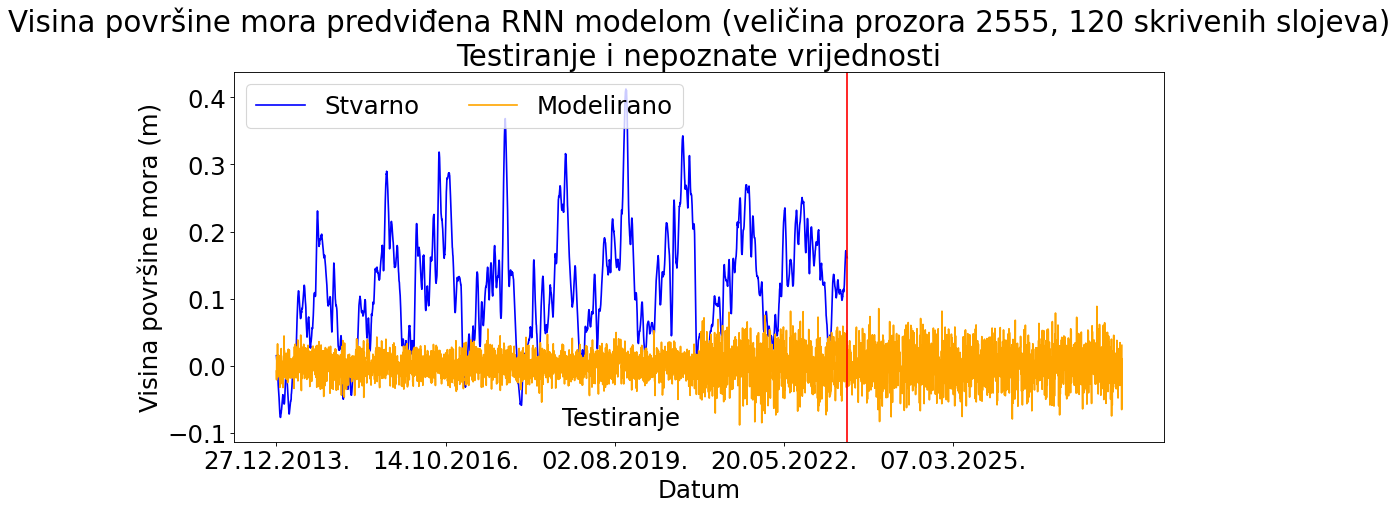 Visina površine mora predviđena RNN modelom (veličina prozora 2555, 120 skrivenih slojeva)
Testiranje i nepoznate vrijednosti
Stvarno
Modelirano
Visina površine mora (m)
0.4
0.3
0.2
0.1
0.0
−0.1
Testiranje
27.12.2013.
14.10.2016.
02.08.2019.
20.05.2022.
07.03.2025.
Datum